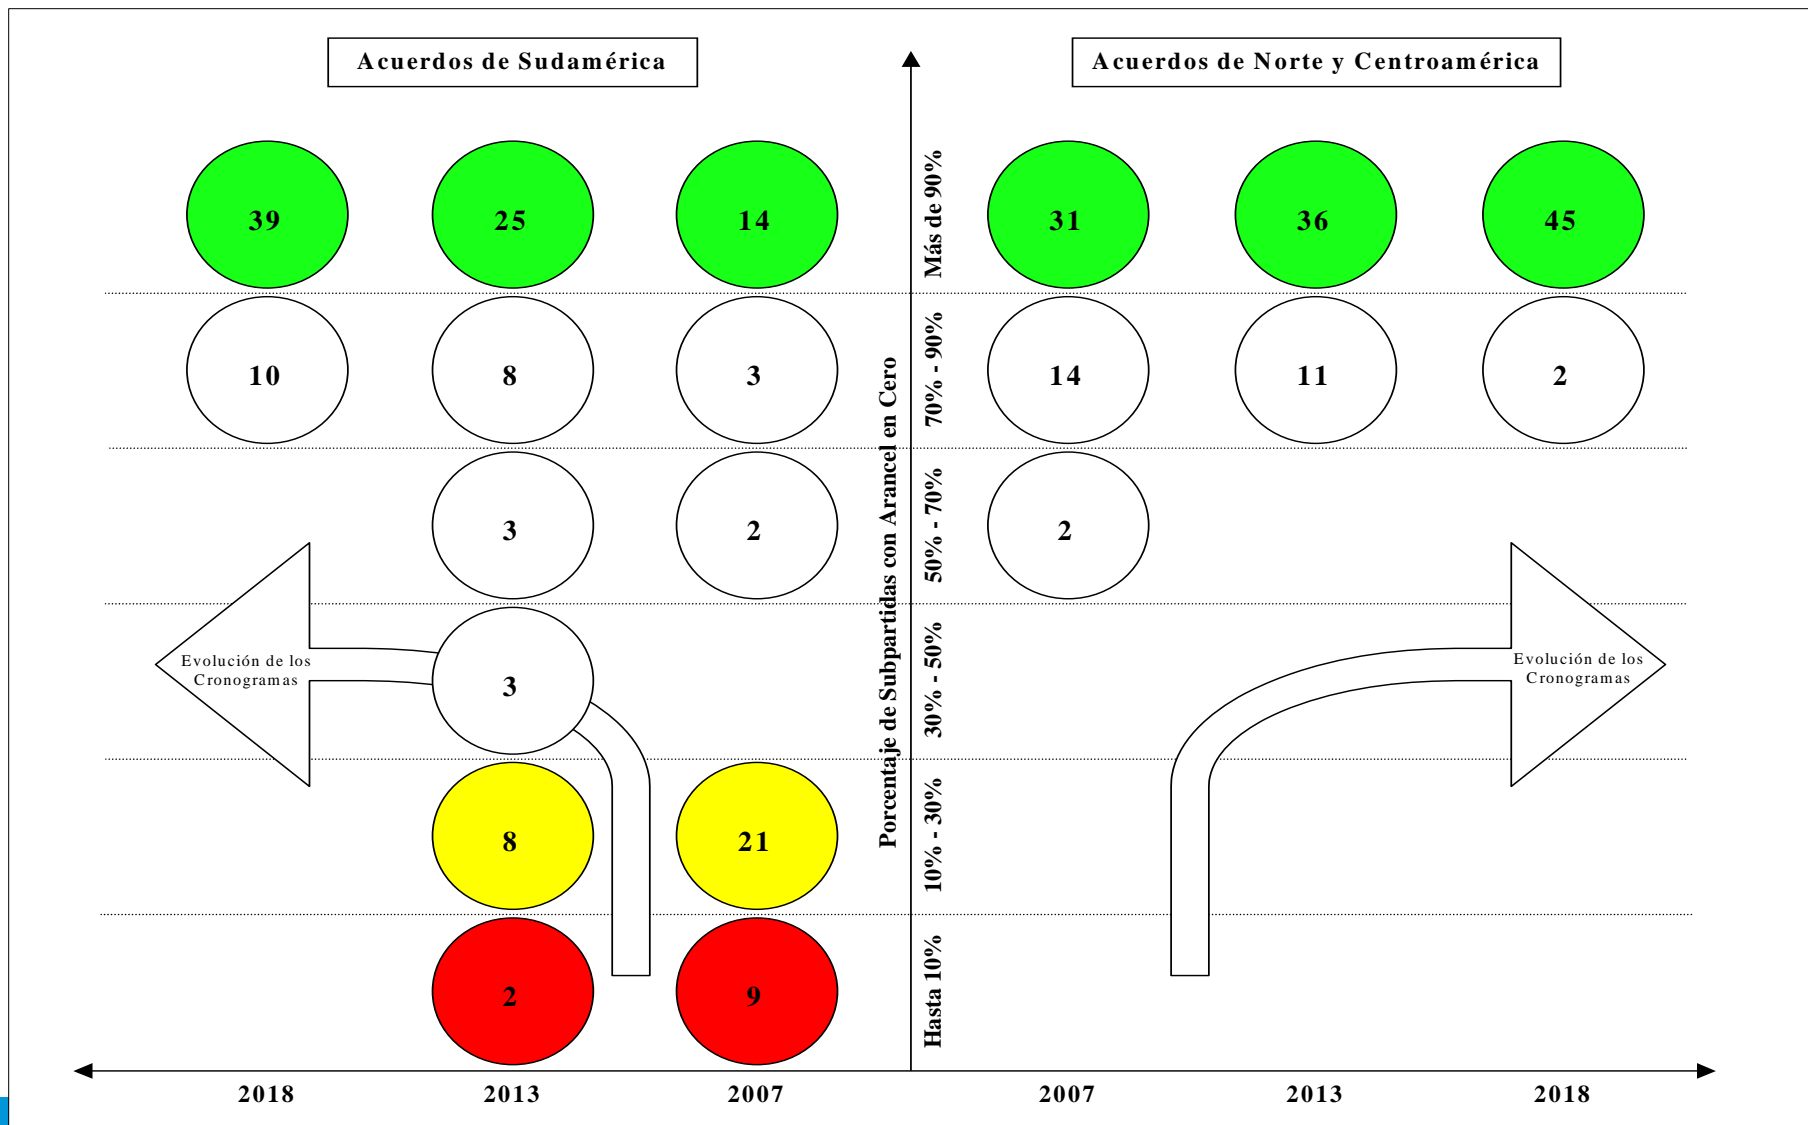 Acuerdos de Sudamérica
Acuerdos de Norte y Centroamérica
Porcentaje de Subpartidas con Arancel en Cero
Más de 90%
39
25
14
31
36
45
70% - 90%
10
8
3
14
11
2
50% - 70%
3
2
2
30% - 50%
3
Evolución de los
Cronogramas
Evolución de los
Cronogramas
10% - 30%
8
21
Hasta 10%
2
9
2018
2013
2007
2007
2013
2018